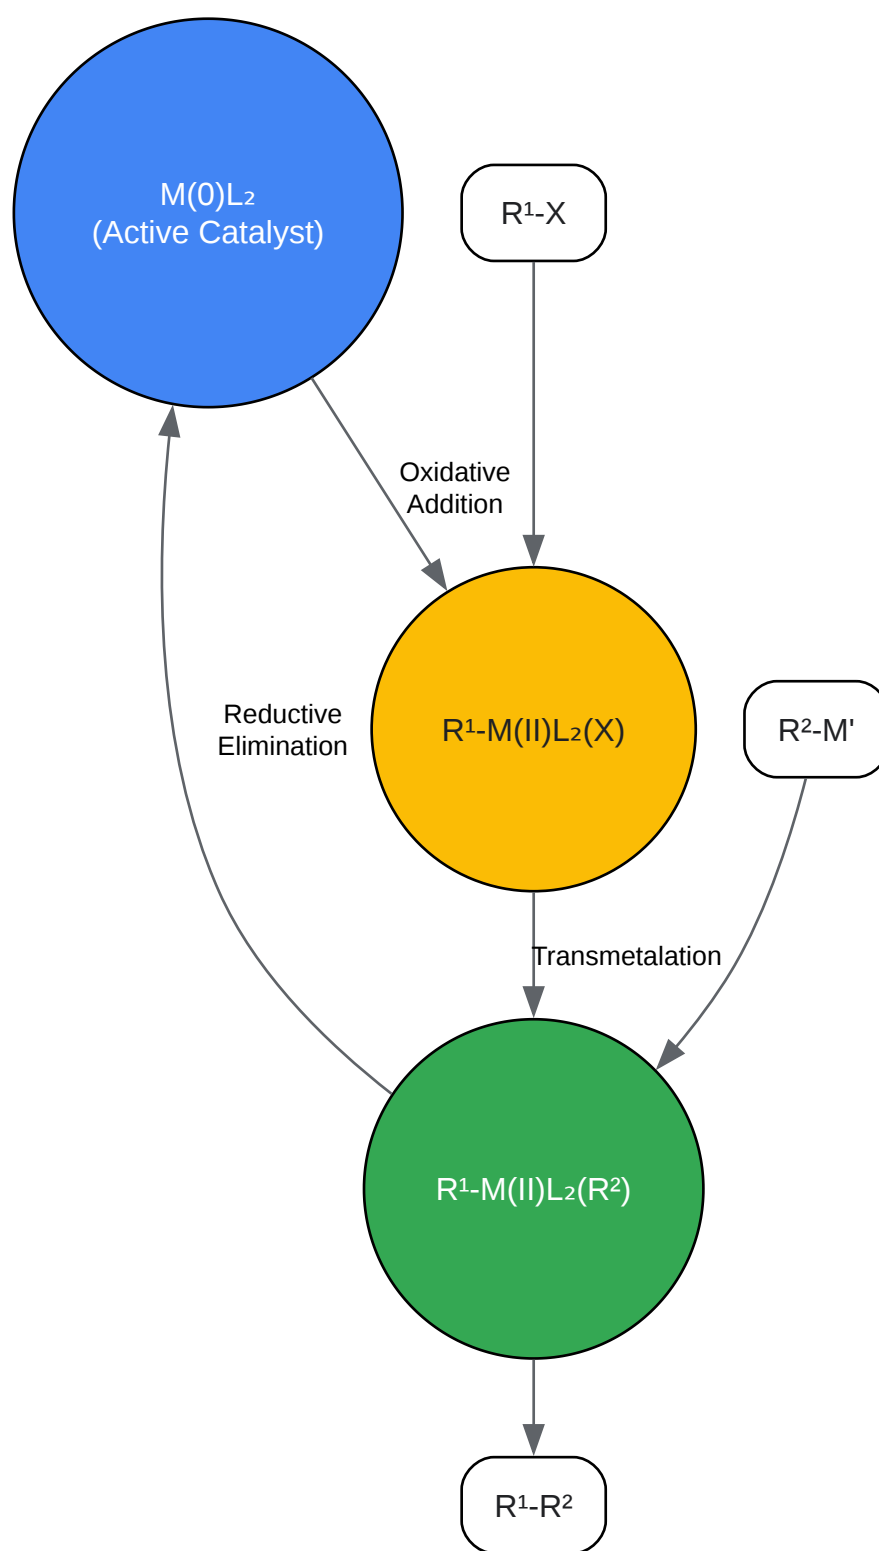 M(0)L₂
(Active Catalyst)
R¹-X
Oxidative
Addition
Reductive
Elimination
R¹-M(II)L₂(X)
R²-M'
Transmetalation
R¹-M(II)L₂(R²)
R¹-R²